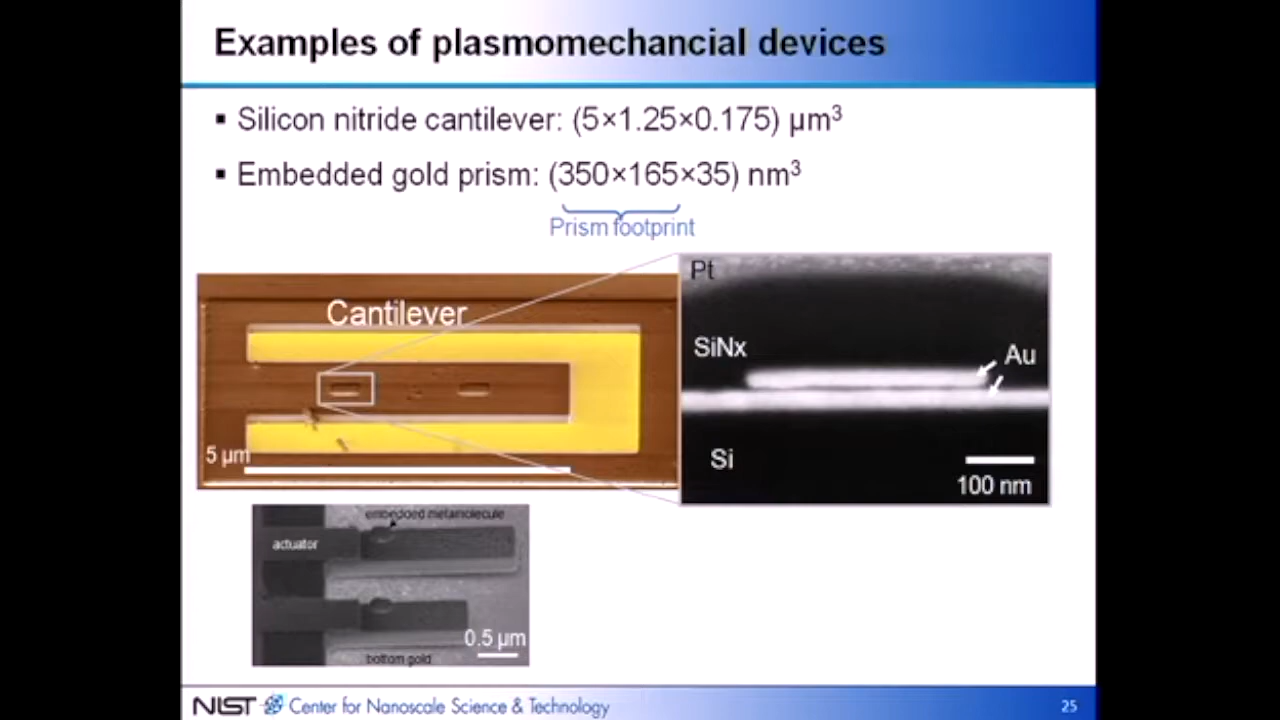 Examples of plasmomechancial devices
▪ Silicon nitride cantilever: (5×1.25×0.175) μm³
▪ Embedded gold prism: (350×165×35) nm³
Prism footprint
Cantilever
5 μm
Pt
SiNx
Au
Si
100 nm
embedded metamolecule
actuator
0.5 μm
bottom gold
NIST Center for Nanoscale Science & Technology
25